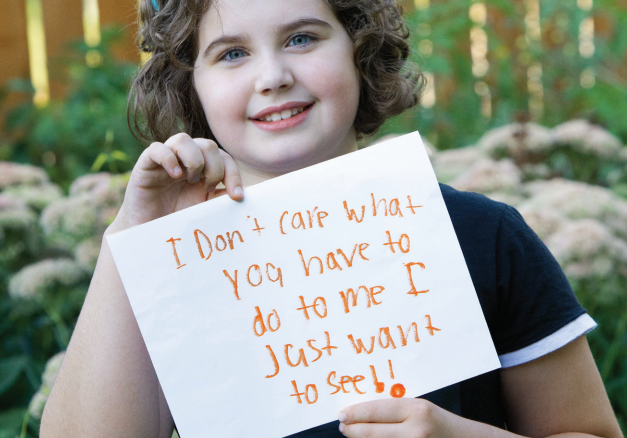 I Don't care what
you have to
do to me I
Just want
to see!!